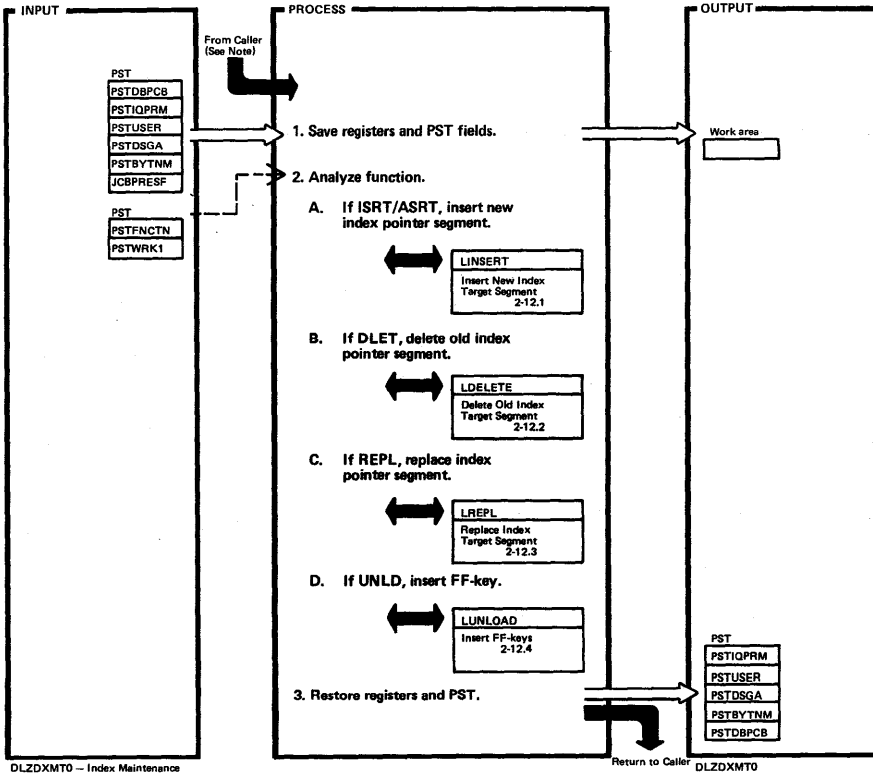 INPUT
PROCESS
OUTPUT
From Caller
(See Note)
PST
PSTDBPCB
PSTIQPRM
PSTUSER
PSTDSGA
PSTBYTNM
JCBPRESF
1. Save registers and PST fields.
Work area
2. Analyze function.
PST
PSTFNCTN
PSTWRK1
A. If ISRT/ASRT, insert new
index pointer segment.
LINSERT
Insert New Index
Target Segment
2-12.1
B. If DLET, delete old index
pointer segment.
LDELETE
Delete Old Index
Target Segment
2-12.2
C. If REPL, replace index
pointer segment.
LREPL
Replace Index
Target Segment
2-12.3
D. If UNLD, insert FF-key.
LUNLOAD
Insert FF-keys
2-12.4
3. Restore registers and PST.
PST
PSTIQPRM
PSTUSER
PSTDSGA
PSTBYTNM
PSTDBPCB
Return to Caller
DLZDXMT0 — Index Maintenance
DLZDXMT0